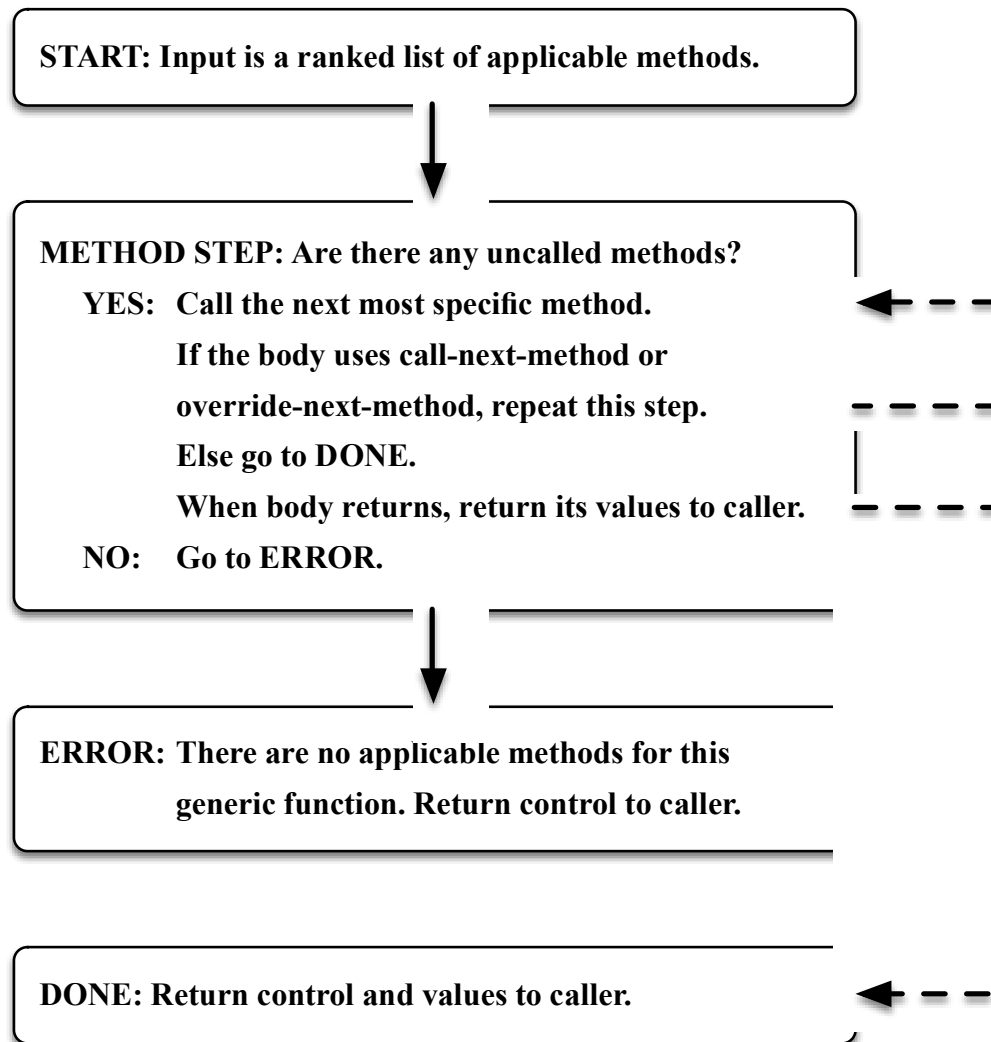 START: Input is a ranked list of applicable methods.
METHOD STEP: Are there any uncalled methods?
YES: Call the next most specific method.
If the body uses call-next-method or
override-next-method, repeat this step.
Else go to DONE.
When body returns, return its values to caller.
NO: Go to ERROR.
ERROR: There are no applicable methods for this
generic function. Return control to caller.
DONE: Return control and values to caller.